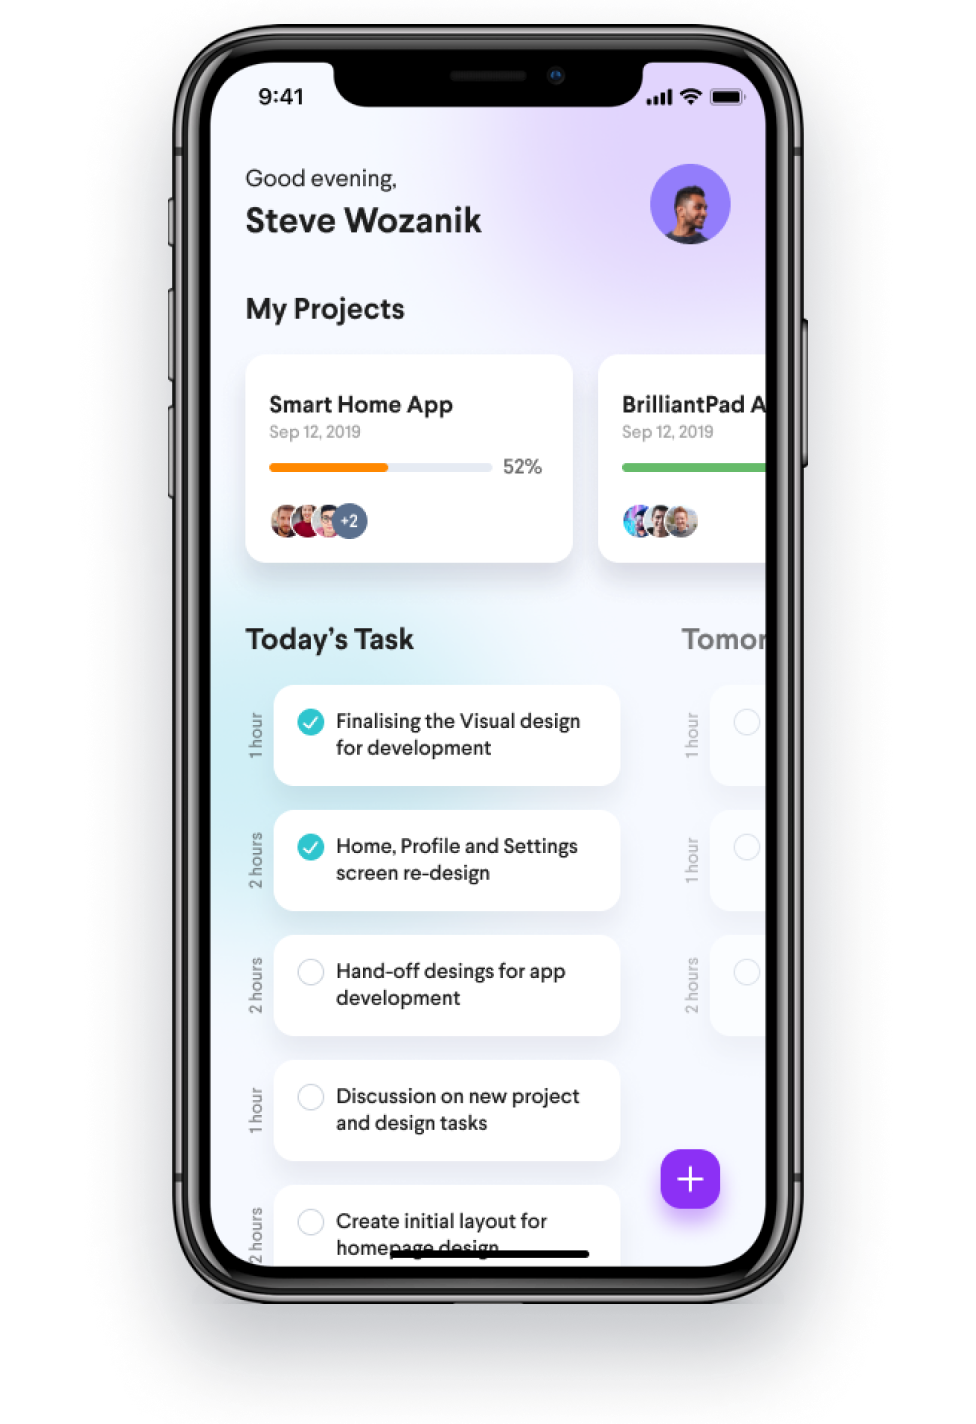 9:41
Good evening,
Steve Wozanik
My Projects
Smart Home App
Sep 12, 2019
52%
+2
BrilliantPad A
Sep 12, 2019
Today’s Task
1 hour
Finalising the Visual design
for development
2 hours
Home, Profile and Settings
screen re-design
2 hours
Hand-off desings for app
development
1 hour
Discussion on new project
and design tasks
2 hours
Create initial layout for
homepage design
Tomor
1 hour
1 hour
2 hours